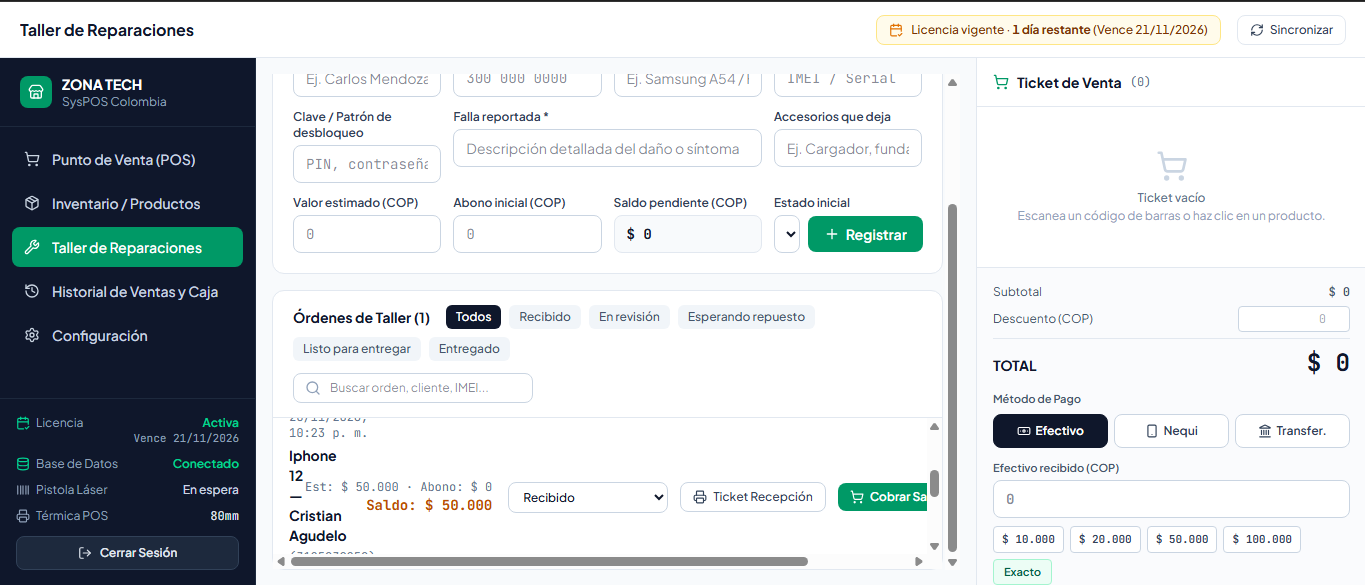 Taller de Reparaciones
Licencia vigente · 1 día restante (Vence 21/11/2026)
Sincronizar
ZONA TECH
SysPOS Colombia
Punto de Venta (POS)
Inventario / Productos
Taller de Reparaciones
Historial de Ventas y Caja
Configuración
Licencia
Activa
Vence 21/11/2026
Base de Datos
Conectado
Pistola Láser
En espera
Térmica POS
80mm
Cerrar Sesión
Ej. Carlos Mendoza
300 000 0000
Ej. Samsung A54 / I
IMEI / Serial
Clave / Patrón de
desbloqueo
Falla reportada *
Accesorios que deja
PIN, contraseña
Descripción detallada del daño o síntoma
Ej. Cargador, funda
Valor estimado (COP)
Abono inicial (COP)
Saldo pendiente (COP)
Estado inicial
0
0
$ 0
+ Registrar
Órdenes de Taller (1)
Todos
Recibido
En revisión
Esperando repuesto
Listo para entregar
Entregado
Buscar orden, cliente, IMEI...
10:23 p. m.
Iphone
12
—
Cristian
Agudelo
Est: $ 50.000 · Abono: $ 0
Saldo: $ 50.000
Recibido
Ticket Recepción
Cobrar Sa
Ticket de Venta (0)
Ticket vacío
Escanea un código de barras o haz clic en un producto.
Subtotal
$ 0
Descuento (COP)
0
TOTAL
$ 0
Método de Pago
Efectivo
Nequi
Transfer.
Efectivo recibido (COP)
0
$ 10.000
$ 20.000
$ 50.000
$ 100.000
Exacto